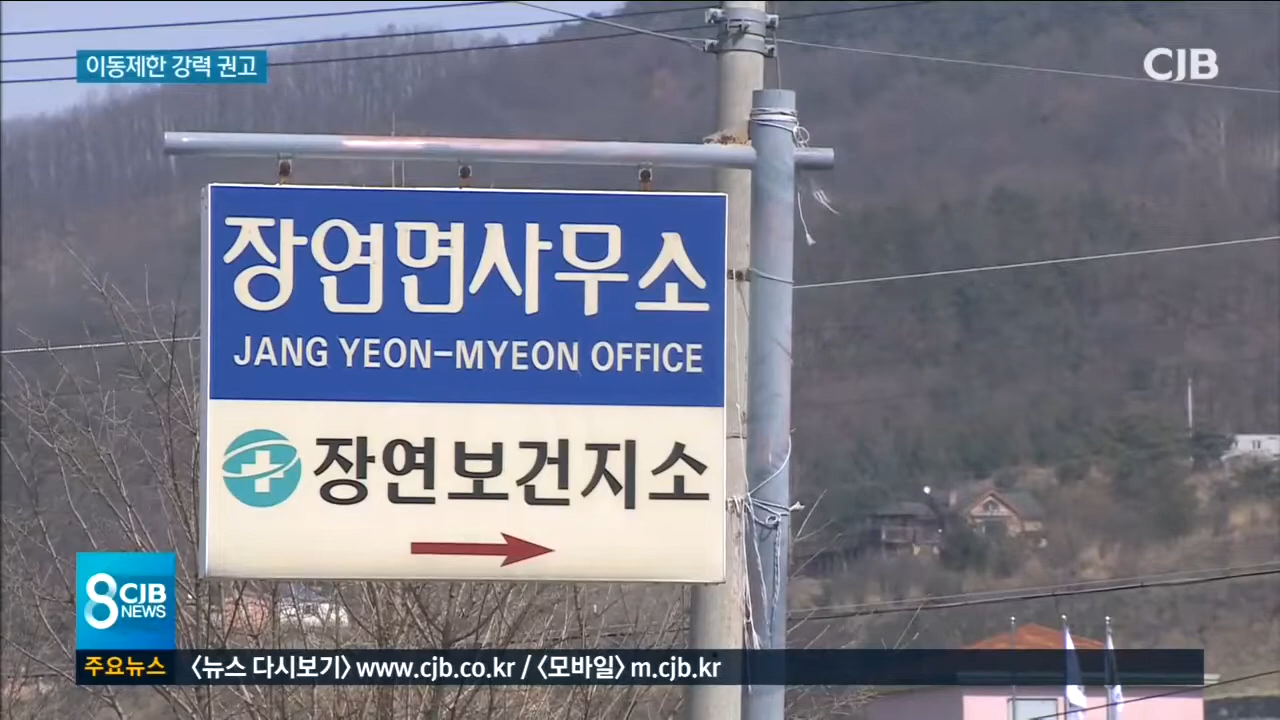 이동제한 강력 권고
CJB
장연면사무소
JANG YEON-MYEON OFFICE
장연보건지소
8 CJB NEWS
주요뉴스 〈뉴스 다시보기〉 www.cjb.co.kr / 〈모바일〉 m.cjb.kr